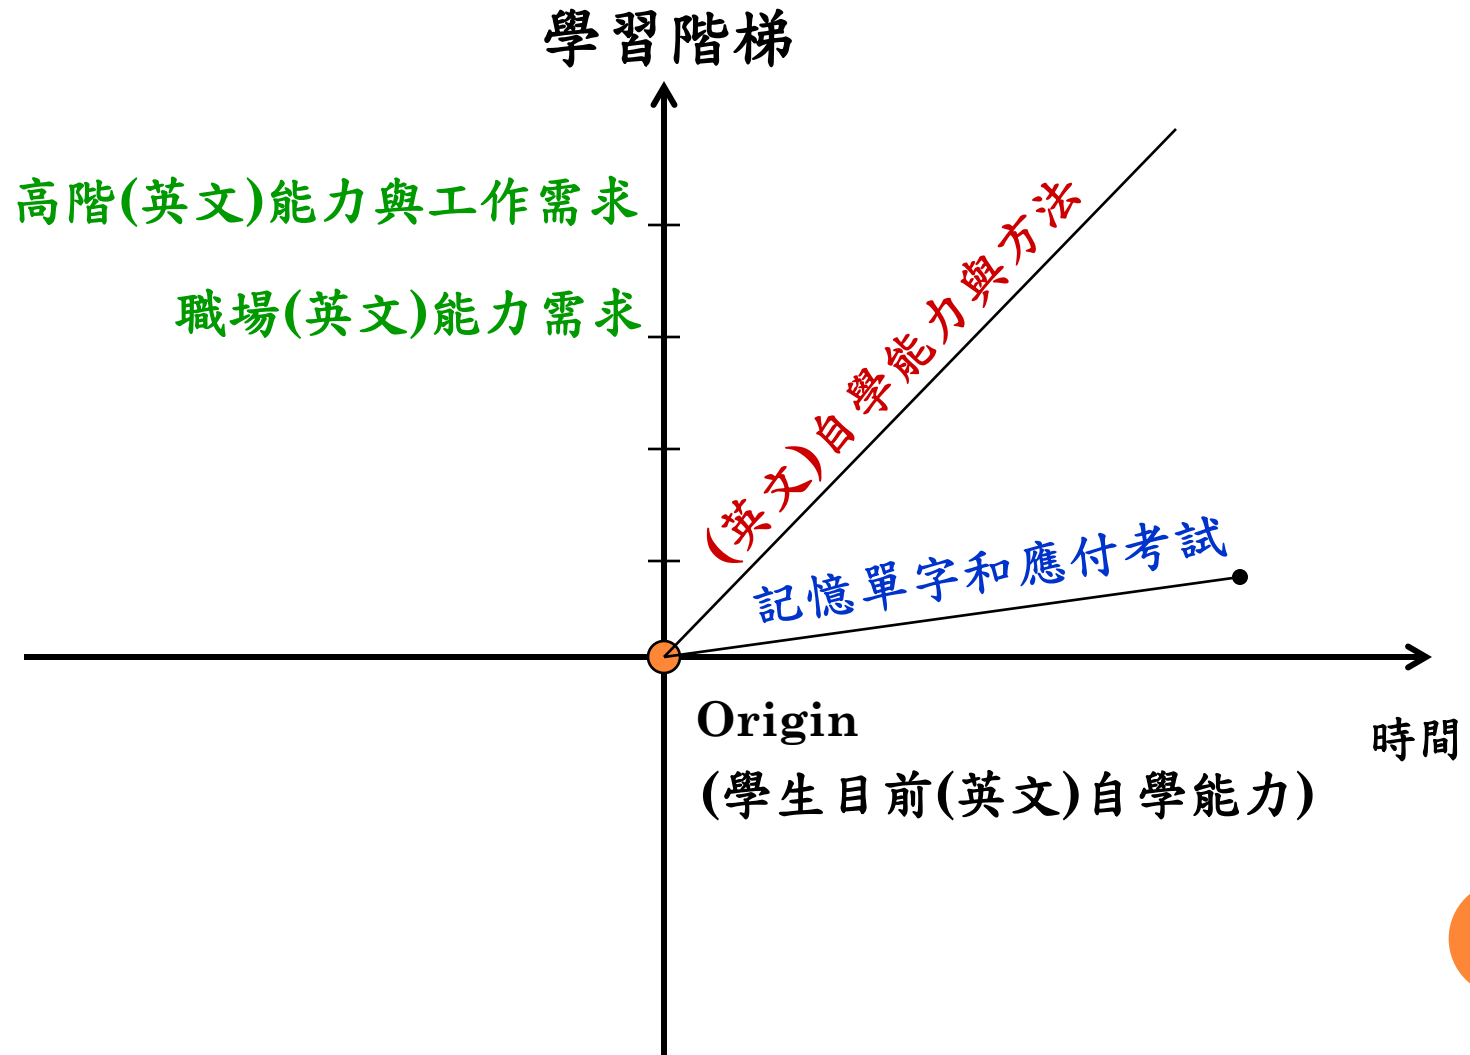 學習階梯
高階(英文)能力與工作需求
職場(英文)能力需求
(英文)自學能力與方法
記憶單字和應付考試
Origin
時間
(學生目前(英文)自學能力)